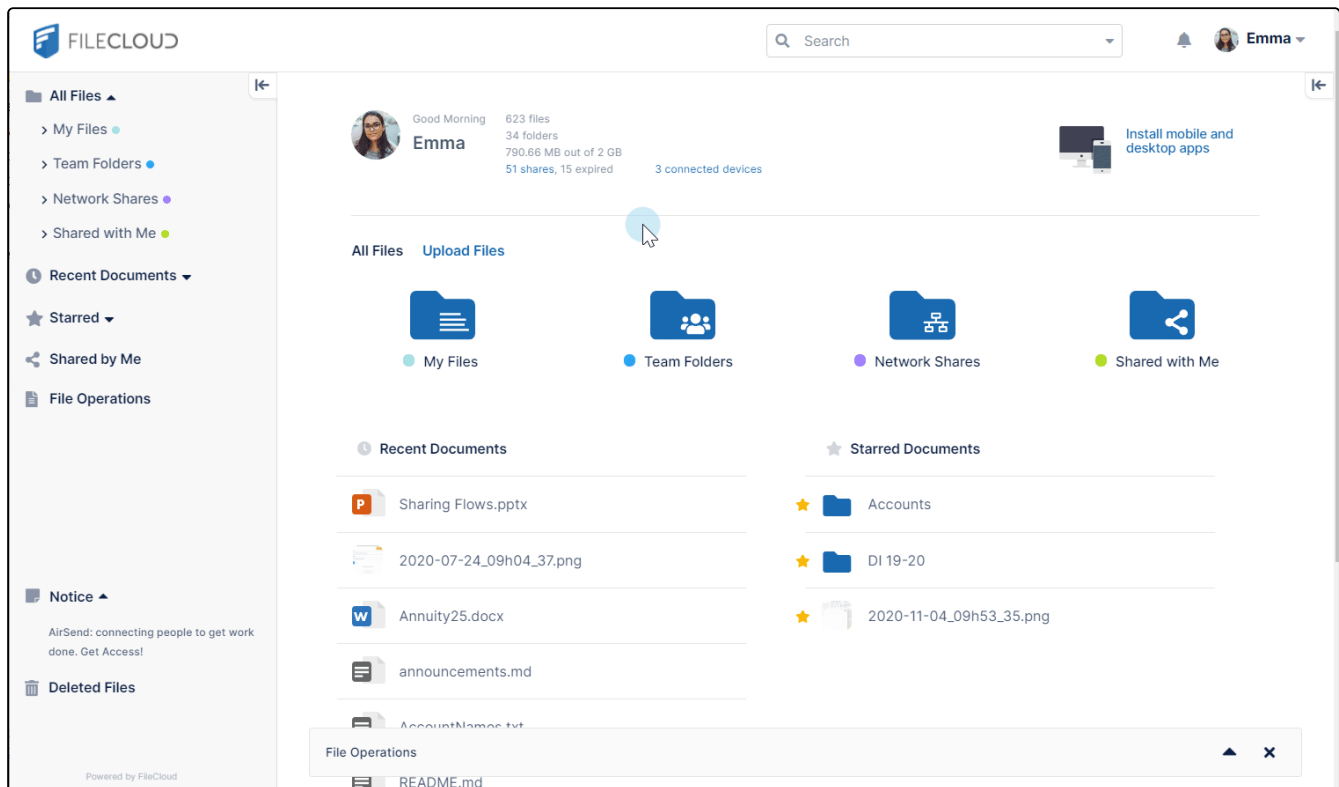 FILECLOUD
Search
Emma
All Files
My Files
Team Folders
Network Shares
Shared with Me
Recent Documents
Starred
Shared by Me
File Operations
Notice
AirSend: connecting people to get work
done. Get Access!
Deleted Files
Powered by FileCloud
Good Morning
Emma
623 files
34 folders
790.66 MB out of 2 GB
51 shares, 15 expired
3 connected devices
Install mobile and
desktop apps
All Files Upload Files
My Files
Team Folders
Network Shares
Shared with Me
Recent Documents
P Sharing Flows.pptx
2020-07-24_09h04_37.png
W Annuity25.docx
announcements.md
AccountNames.txt
README.md
Starred Documents
Accounts
DI 19-20
2020-11-04_09h53_35.png
File Operations